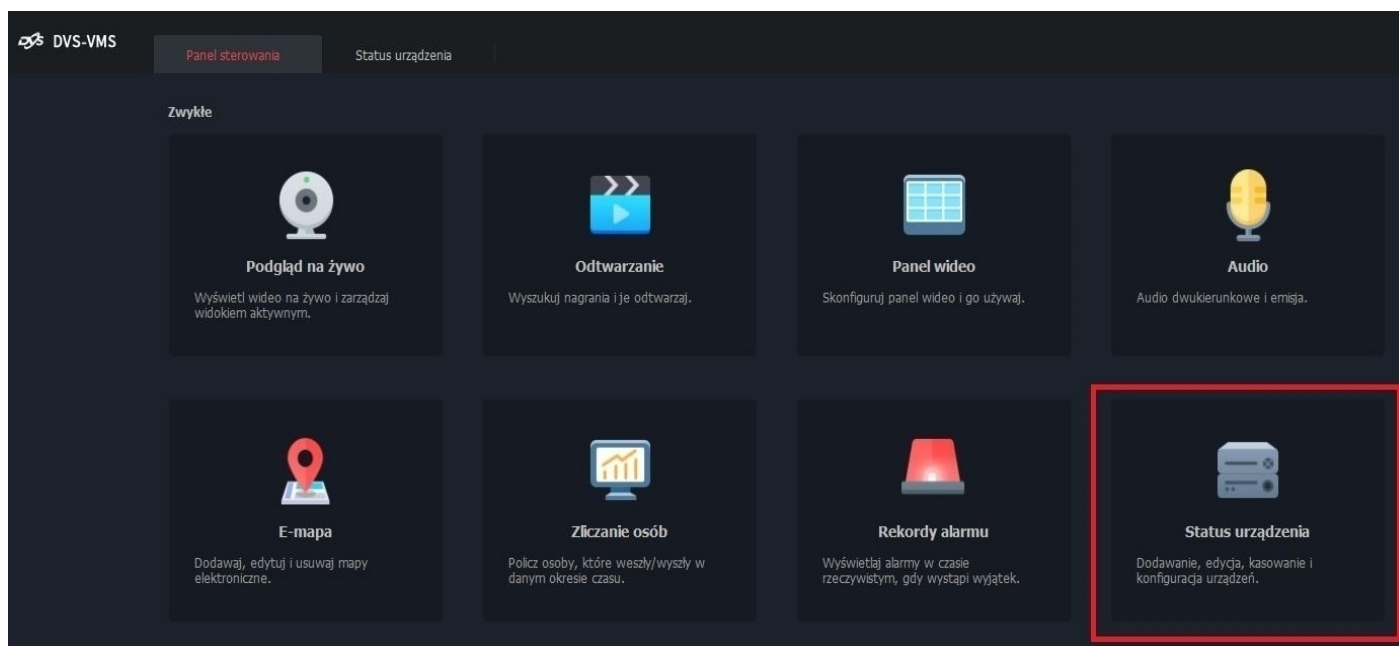 DVS DVS-VMS
Panel sterowania
Status urządzenia
Zwykłe
Podgląd na żywo
Wyświetl wideo na żywo i zarządzaj
widokiem aktywnym.
Odtwarzanie
Wyszukuj nagrania i je odtwarzaj.
Panel wideo
Skonfiguruj panel wideo i go używaj.
Audio
Audio dwukierunkowe i emisja.
E-mapa
Dodawaj, edytuj i usuwaj mapy
elektroniczne.
Zliczanie osób
Policz osoby, które weszły/wyszły w
danym okresie czasu.
Rekordy alarmu
Wyświetlaj alarmy w czasie
rzeczywistym, gdy wystąpi wyjątek.
Status urządzenia
Dodawanie, edycja, kasowanie i
konfiguracja urządzeń.